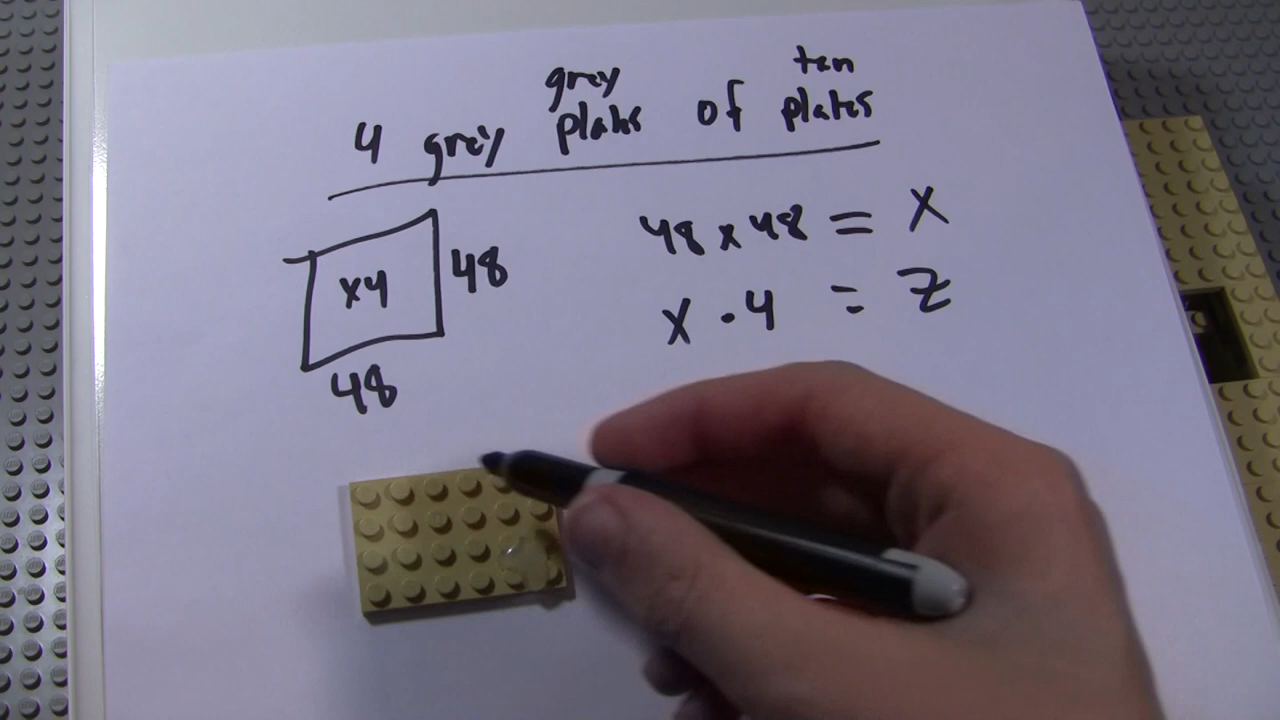 grey tan
4 grey plates of plates
x4 48
48
48 x 48 = X
X · 4 = Z